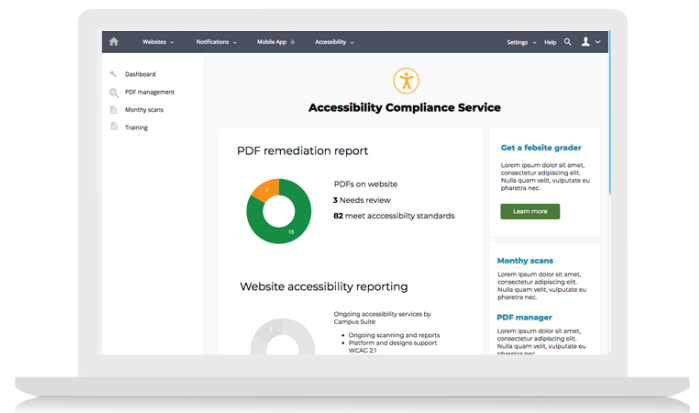 Websites
Notifications
Mobile App
Accessibility
Settings
Help
Dashboard
PDF management
Monthy scans
Training
Accessibility Compliance Service
PDF remediation report
PDFs on website
3 Needs review
82 meet acccessibilty standards
15
Website accessibility reporting
Ongoing accessibility services by
Campus Suite
• Ongoing scanning and reports
• Platform and designs support
WCAG 2.1
Get a febsite grader
Lorem ipsum dolor sit amet,
consectetur adipiscing elit.
Nulla quam velit, vulputate eu
pharetra nec.
Learn more
Monthy scans
Lorem ipsum dolor sit amet,
consectetur adipiscing elit.
Nulla quam velit, vulputate eu
pharetra nec.
PDF manager
Lorem ipsum dolor sit amet,
consectetur adipiscing elit.
Nulla quam velit, vulputate eu
pharetra nec.